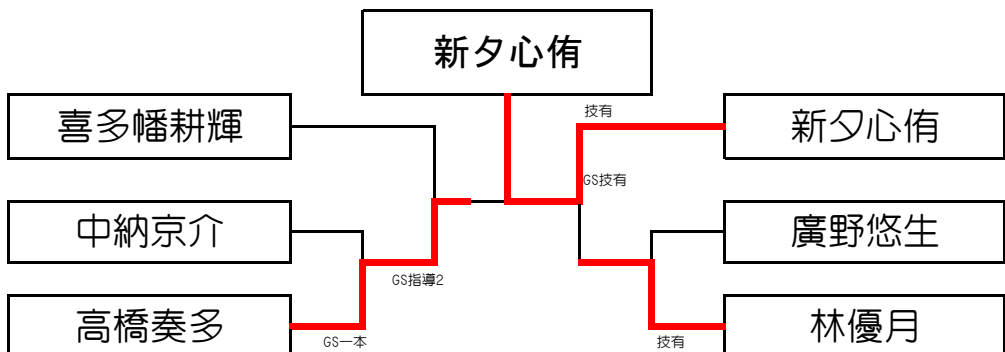 新夕心侑
技有
喜多幡耕輝
新夕心侑
GS技有
中納京介
廣野悠生
GS指導2
高橋奏多
林優月
GS一本
技有